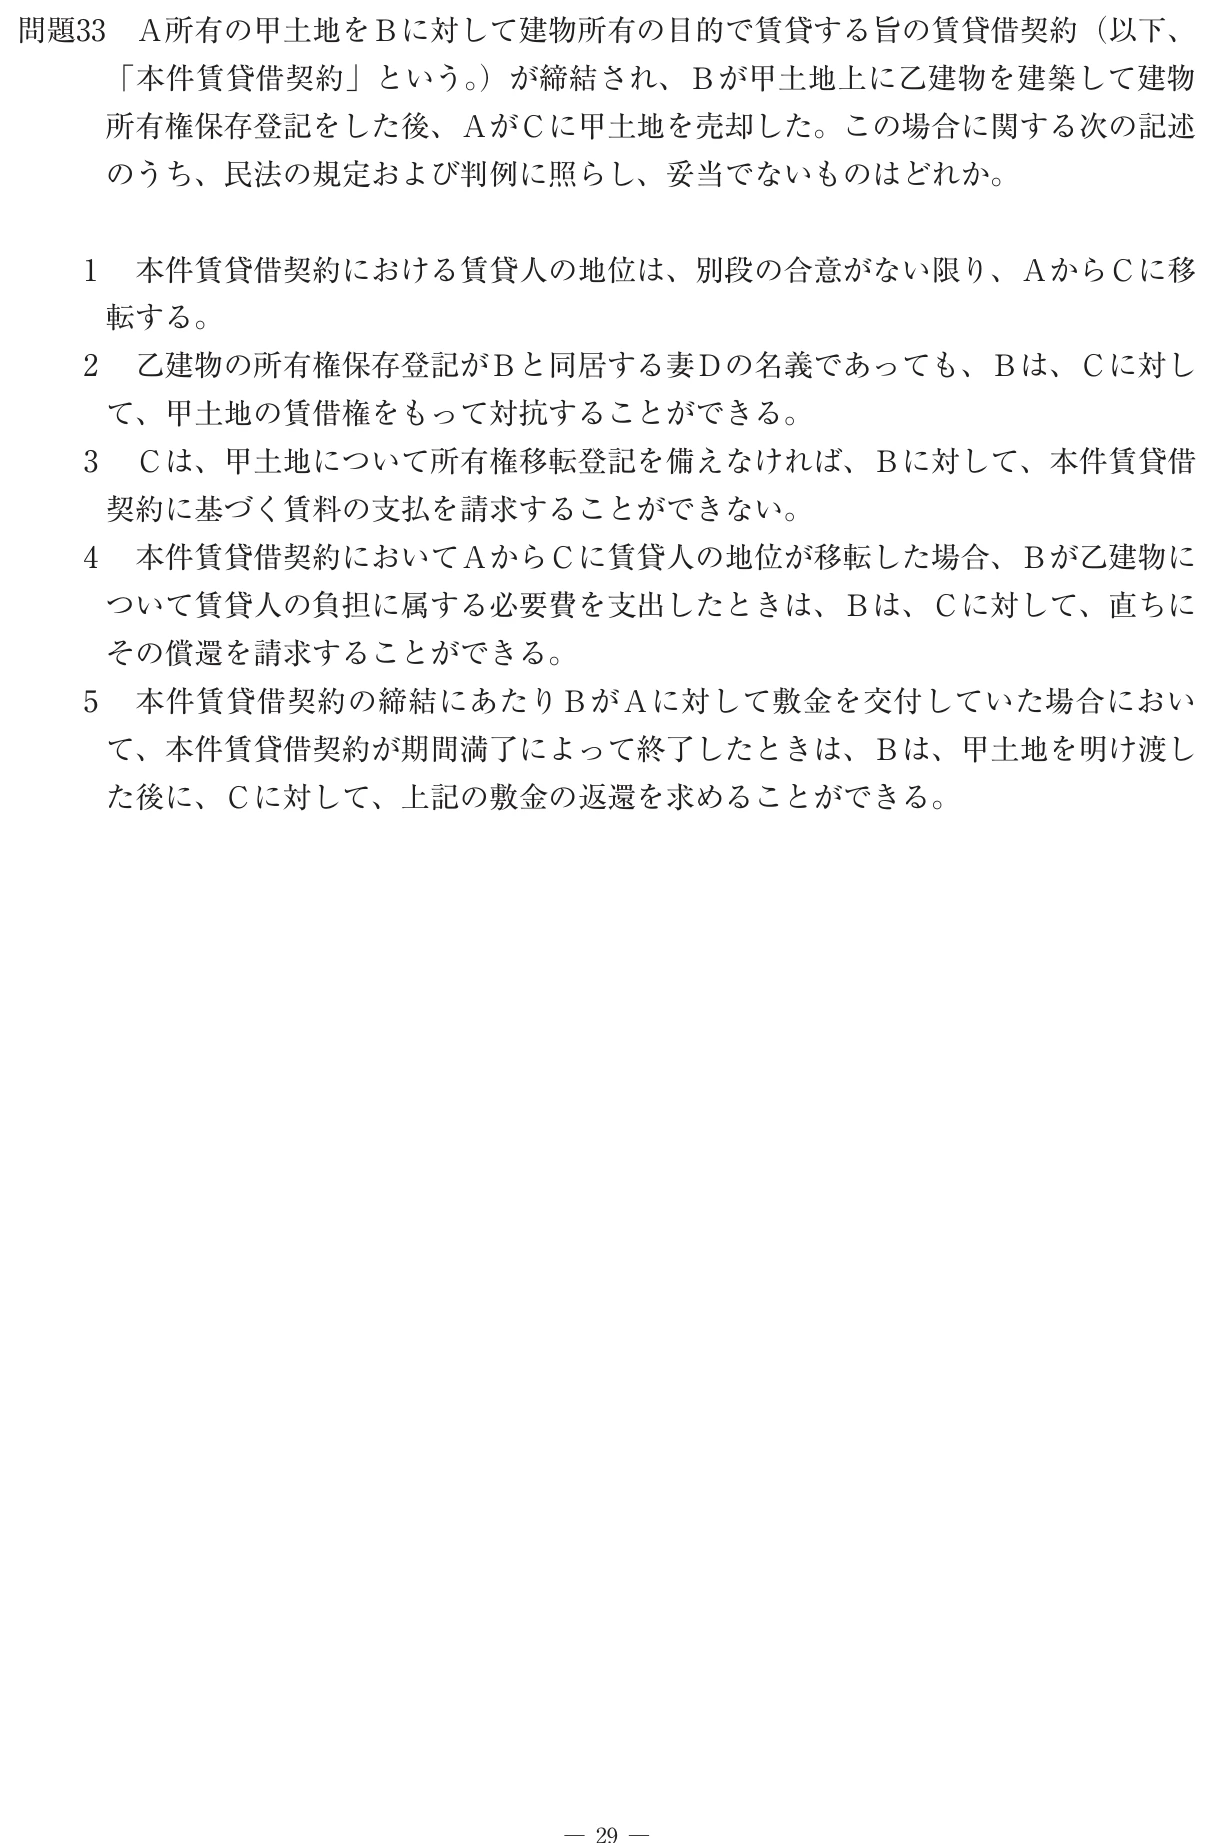 問題33　Ａ所有の甲土地をＢに対して建物所有の目的で賃貸する旨の賃貸借契約（以下、
「本件賃貸借契約」という。）が締結され、Ｂが甲土地上に乙建物を建築して建物
所有権保存登記をした後、ＡがＣに甲土地を売却した。この場合に関する次の記述
のうち、民法の規定および判例に照らし、妥当でないものはどれか。
1　本件賃貸借契約における賃貸人の地位は、別段の合意がない限り、ＡからＣに移
転する。
2　乙建物の所有権保存登記がＢと同居する妻Ｄの名義であっても、Ｂは、Ｃに対し
て、甲土地の賃借権をもって対抗することができる。
3　Ｃは、甲土地について所有権移転登記を備えなければ、Ｂに対して、本件賃貸借
契約に基づく賃料の支払を請求することができない。
4　本件賃貸借契約においてＡからＣに賃貸人の地位が移転した場合、Ｂが乙建物に
ついて賃貸人の負担に属する必要費を支出したときは、Ｂは、Ｃに対して、直ちに
その償還を請求することができる。
5　本件賃貸借契約の締結にあたりＢがＡに対して敷金を交付していた場合におい
て、本件賃貸借契約が期間満了によって終了したときは、Ｂは、甲土地を明け渡し
た後に、Ｃに対して、上記の敷金の返還を求めることができる。
― 29 ―